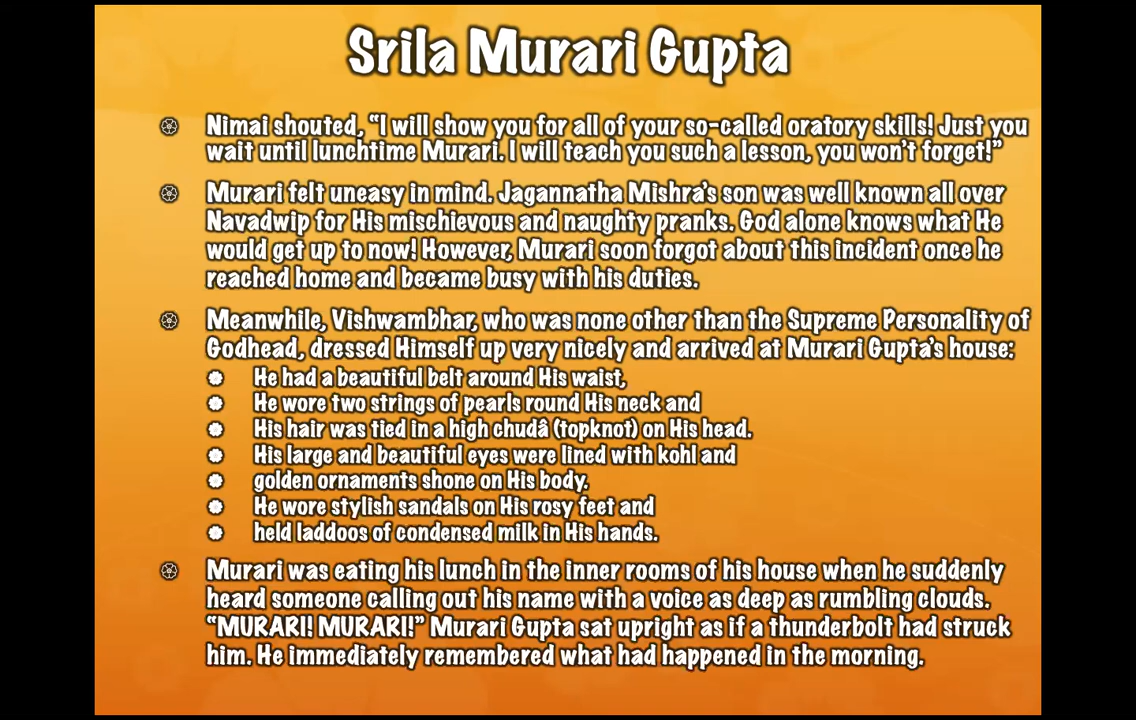 Srila Murari Gupta
Nimai shouted, “I will show you for all of your so-called oratory skills! Just you
wait until lunchtime Murari. I will teach you such a lesson, you won’t forget!”
Murari felt uneasy in mind. Jagannatha Mishra’s son was well known all over
Navadwip for His mischievous and naughty pranks. God alone knows what He
would get up to now! However, Murari soon forgot about this incident once he
reached home and became busy with his duties.
Meanwhile, Vishwambhar, who was none other than the Supreme Personality of
Godhead, dressed Himself up very nicely and arrived at Murari Gupta’s house:
He had a beautiful belt around His waist,
He wore two strings of pearls round His neck and
His hair was tied in a high chudâ (topknot) on His head.
His large and beautiful eyes were lined with kohl and
golden ornaments shone on His body.
He wore stylish sandals on His rosy feet and
held laddoos of condensed milk in His hands.
Murari was eating his lunch in the inner rooms of his house when he suddenly
heard someone calling out his name with a voice as deep as rumbling clouds.
“MURARI! MURARI!” Murari Gupta sat upright as if a thunderbolt had struck
him. He immediately remembered what had happened in the morning.